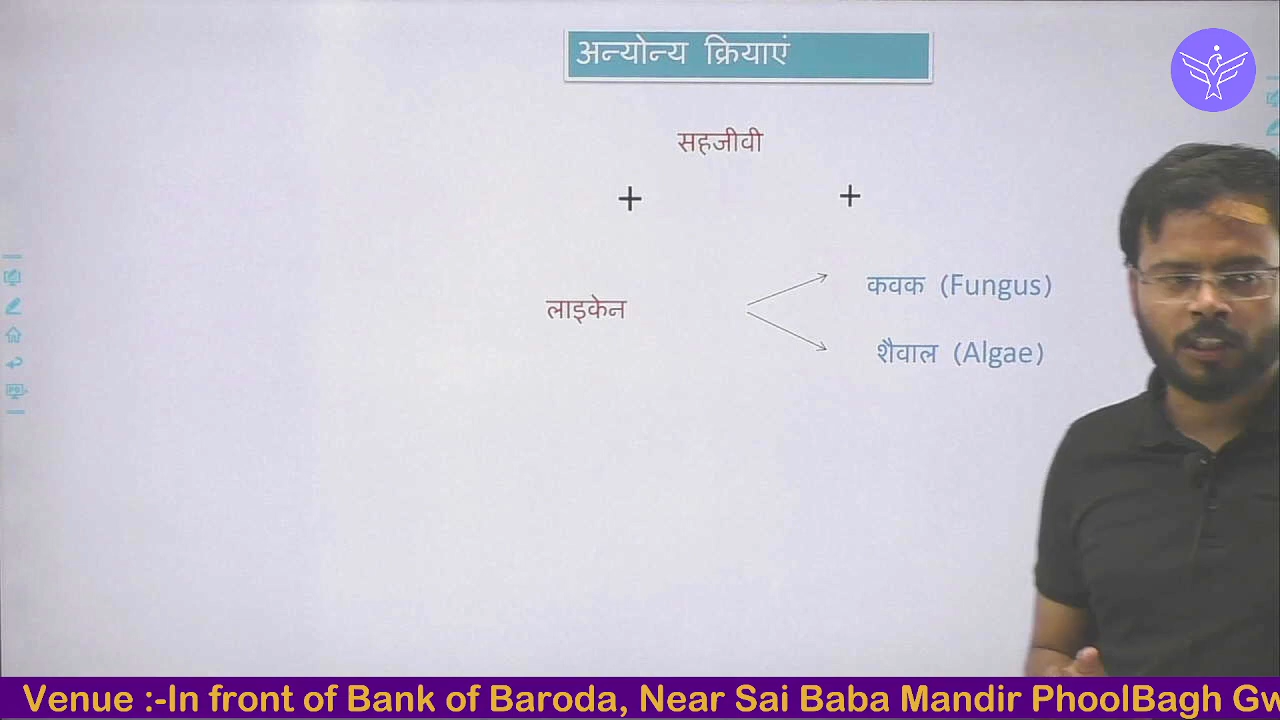 अन्योन्य क्रियाएं
सहजीवी
+ +
लाइकेन
कवक (Fungus)
शैवाल (Algae)
Venue :-In front of Bank of Baroda, Near Sai Baba Mandir PhoolBagh Gw